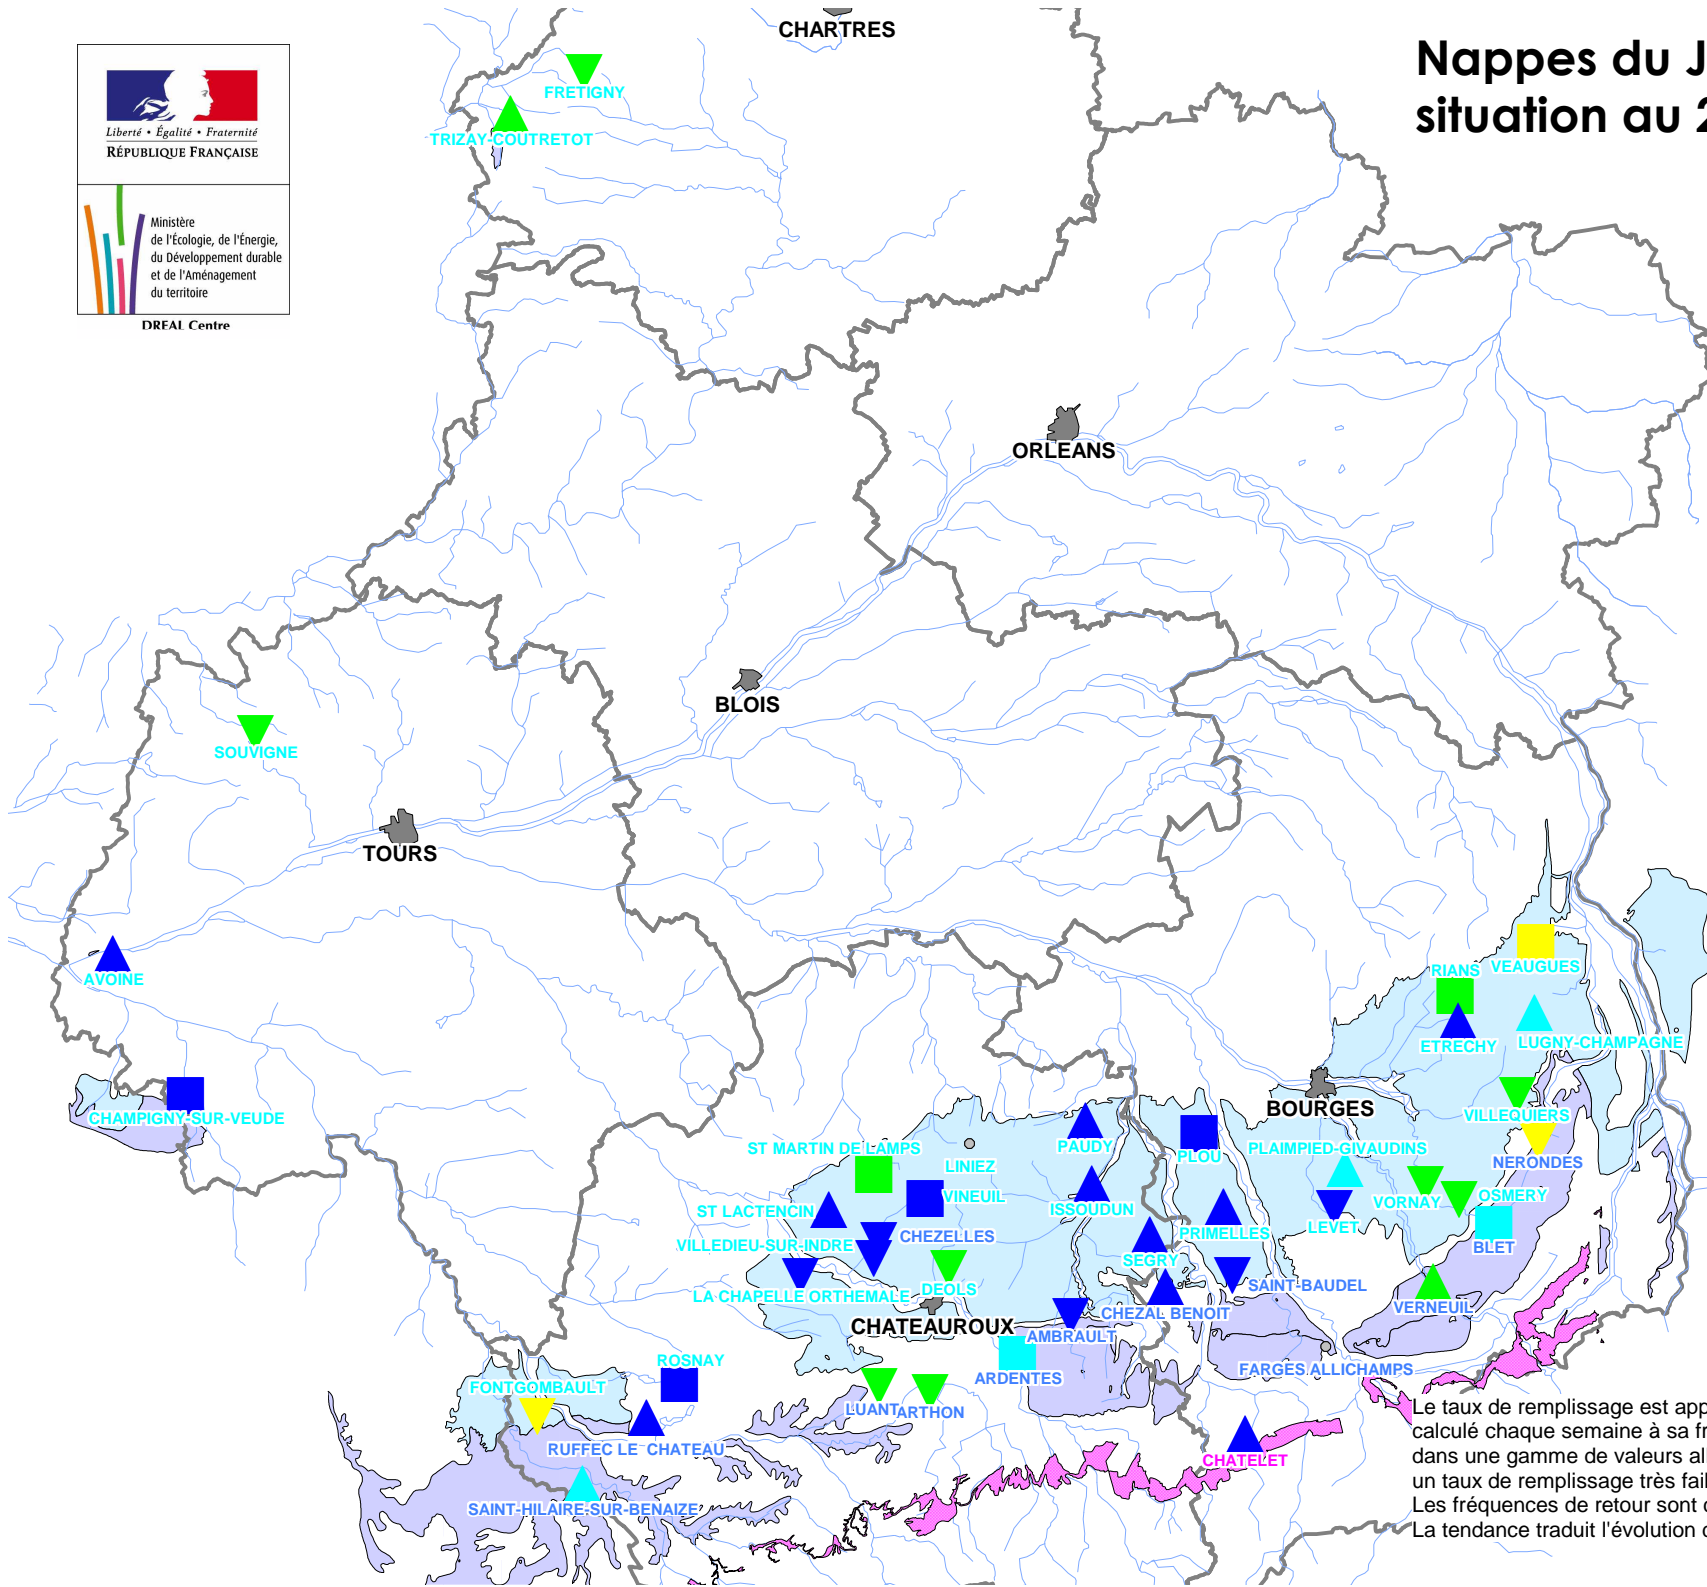 CHARTRES
Nappes du J
situation au 2
FRETIGNY
TRIZAY-COUTRETOT
Liberté • Égalité • Fraternité
RÉPUBLIQUE FRANÇAISE
Ministère
de l'Écologie, de l'Énergie,
du Développement durable
et de l'Aménagement
du territoire
DREAL Centre
ORLEANS
BLOIS
SOUVIGNE
TOURS
AVOINE
VEAUGUES
RIANS
ETRECHY
LUGNY-CHAMPAGNE
CHAMPIGNY-SUR-VEUDE
BOURGES
VILLEQUIERS
ST MARTIN DE LAMPS
PAUDY
PLOU
PLAIMPIED-GIVAUDINS
NERONDES
LINIEZ
VINEUIL
ST LACTENCIN
ISSOUDUN
VORNAY
OSMERY
PRIMELLES
LEVET
CHEZELLES
VILLEDIEU-SUR-INDRE
BLET
SEGRY
SAINT-BAUDEL
DEOLS
LA CHAPELLE ORTHEMALE
CHEZAL BENOIT
VERNEUIL
CHATEAUROUX
AMBRAULT
ROSNAY
ARDENTES
FARGES ALLICHAMPS
FONTGOMBAULT
LUANT
ARTHON
RUFFEC LE CHATEAU
CHATELET
SAINT-HILAIRE-SUR-BENAIZE
Le taux de remplissage est app
calculé chaque semaine à sa fr
dans une gamme de valeurs all
un taux de remplissage très fail
Les fréquences de retour sont c
La tendance traduit l'évolution d